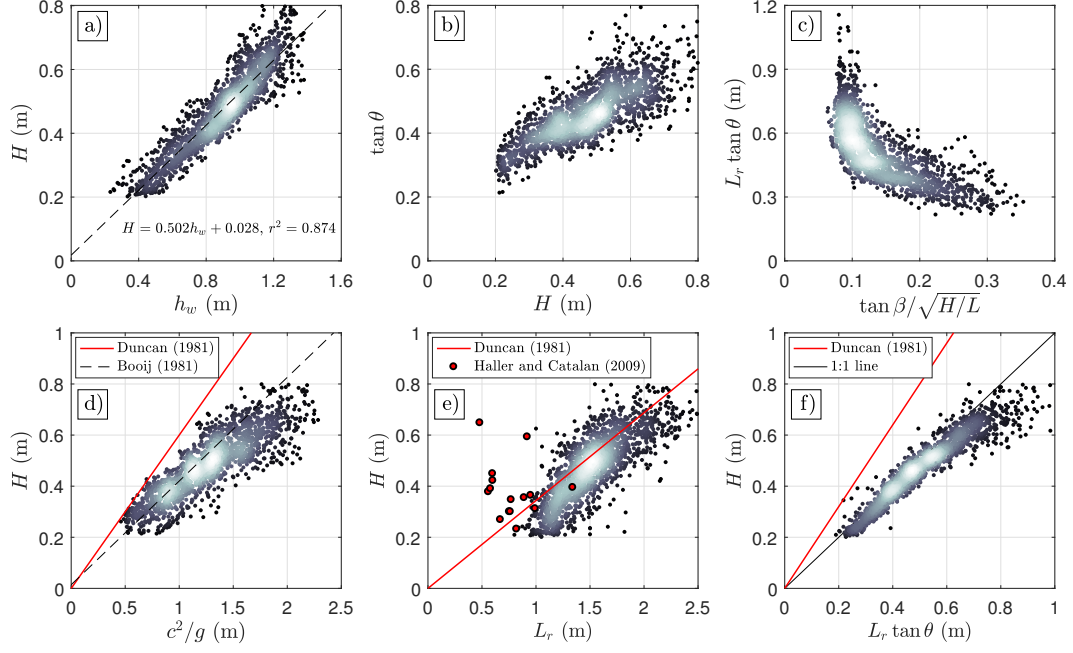 a)
0.8
0.6
0.4
0.2
0
H (m)
H = 0.502h_w + 0.028, r² = 0.874
0 0.4 0.8 1.2 1.6
h_w (m)
b)
0.8
0.6
0.4
0.2
0
tan θ
0 0.2 0.4 0.6 0.8
H (m)
c)
1.2
0.9
0.6
0.3
0
L_r tan θ (m)
0 0.1 0.2 0.3 0.4
tan β/√H/L
Duncan (1981)
Booij (1981)
d)
1
0.8
0.6
0.4
0.2
0
H (m)
0 0.5 1 1.5 2 2.5
c²/g (m)
Duncan (1981)
Haller and Catalan (2009)
e)
1
0.8
0.6
0.4
0.2
0
H (m)
0 0.5 1 1.5 2 2.5
L_r (m)
Duncan (1981)
1:1 line
f)
1
0.8
0.6
0.4
0.2
0
H (m)
0 0.2 0.4 0.6 0.8 1
L_r tan θ (m)